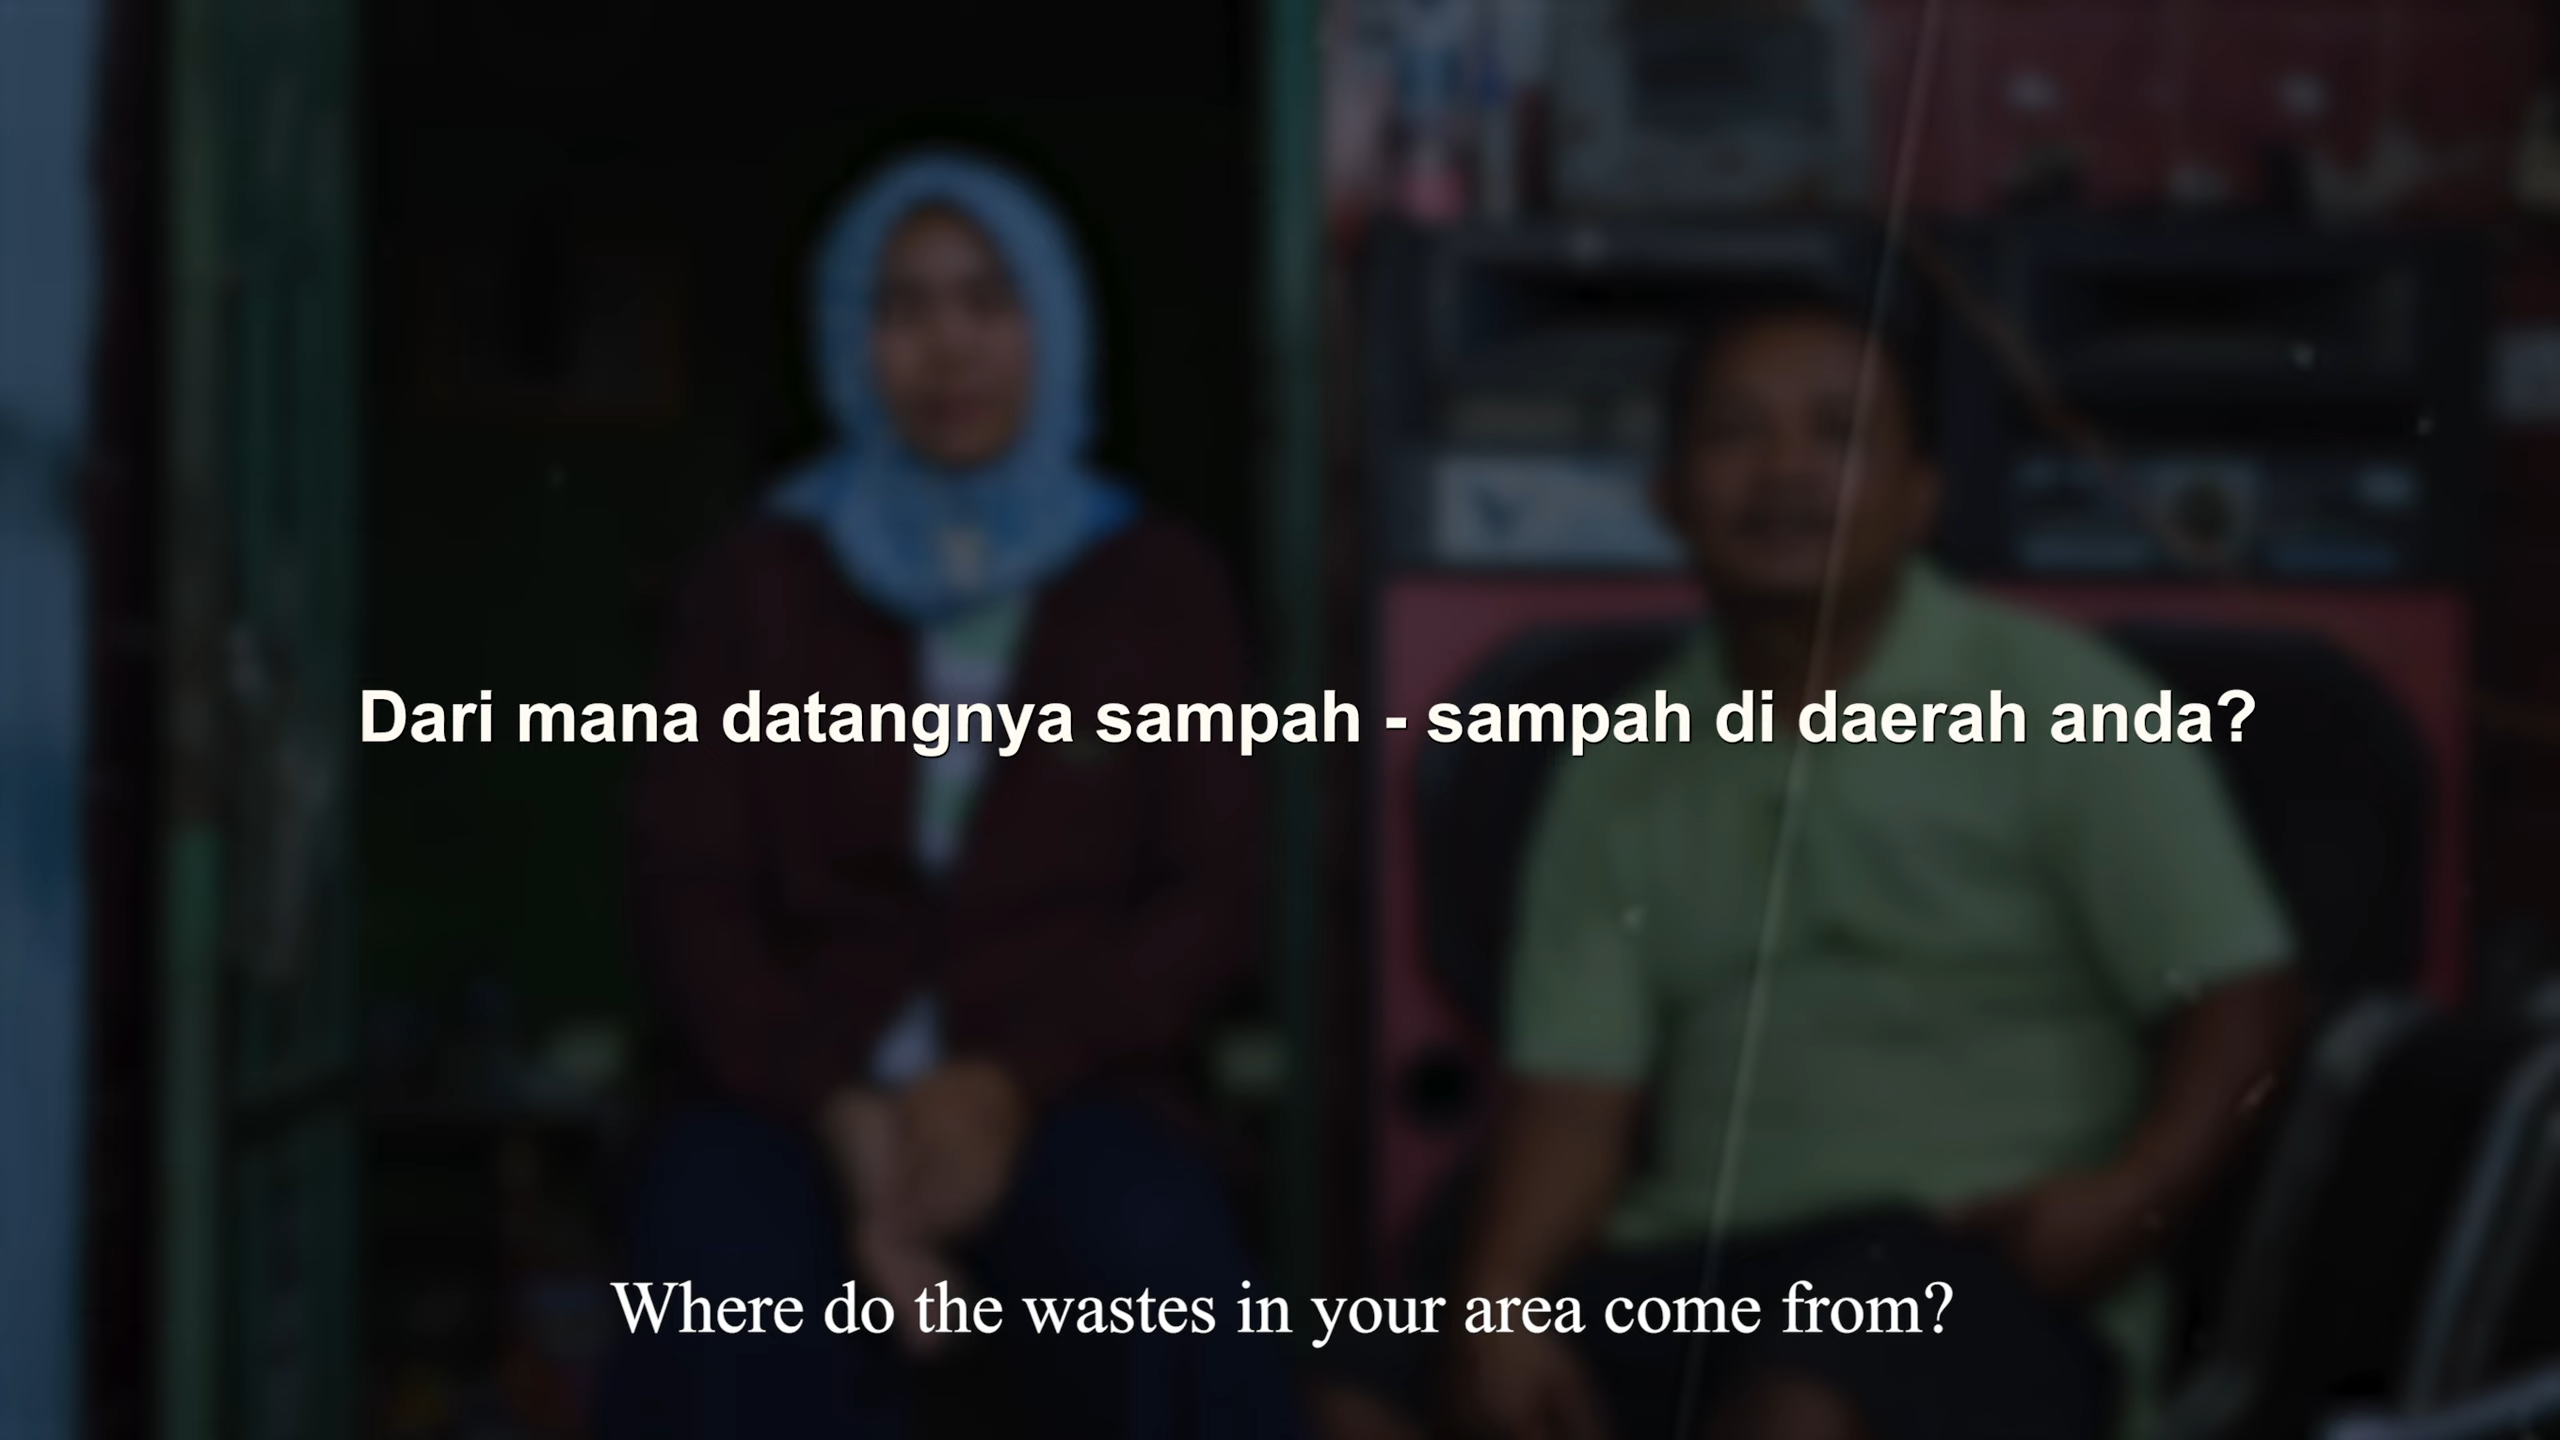 Dari mana datangnya sampah - sampah di daerah anda?
Where do the wastes in your area come from?